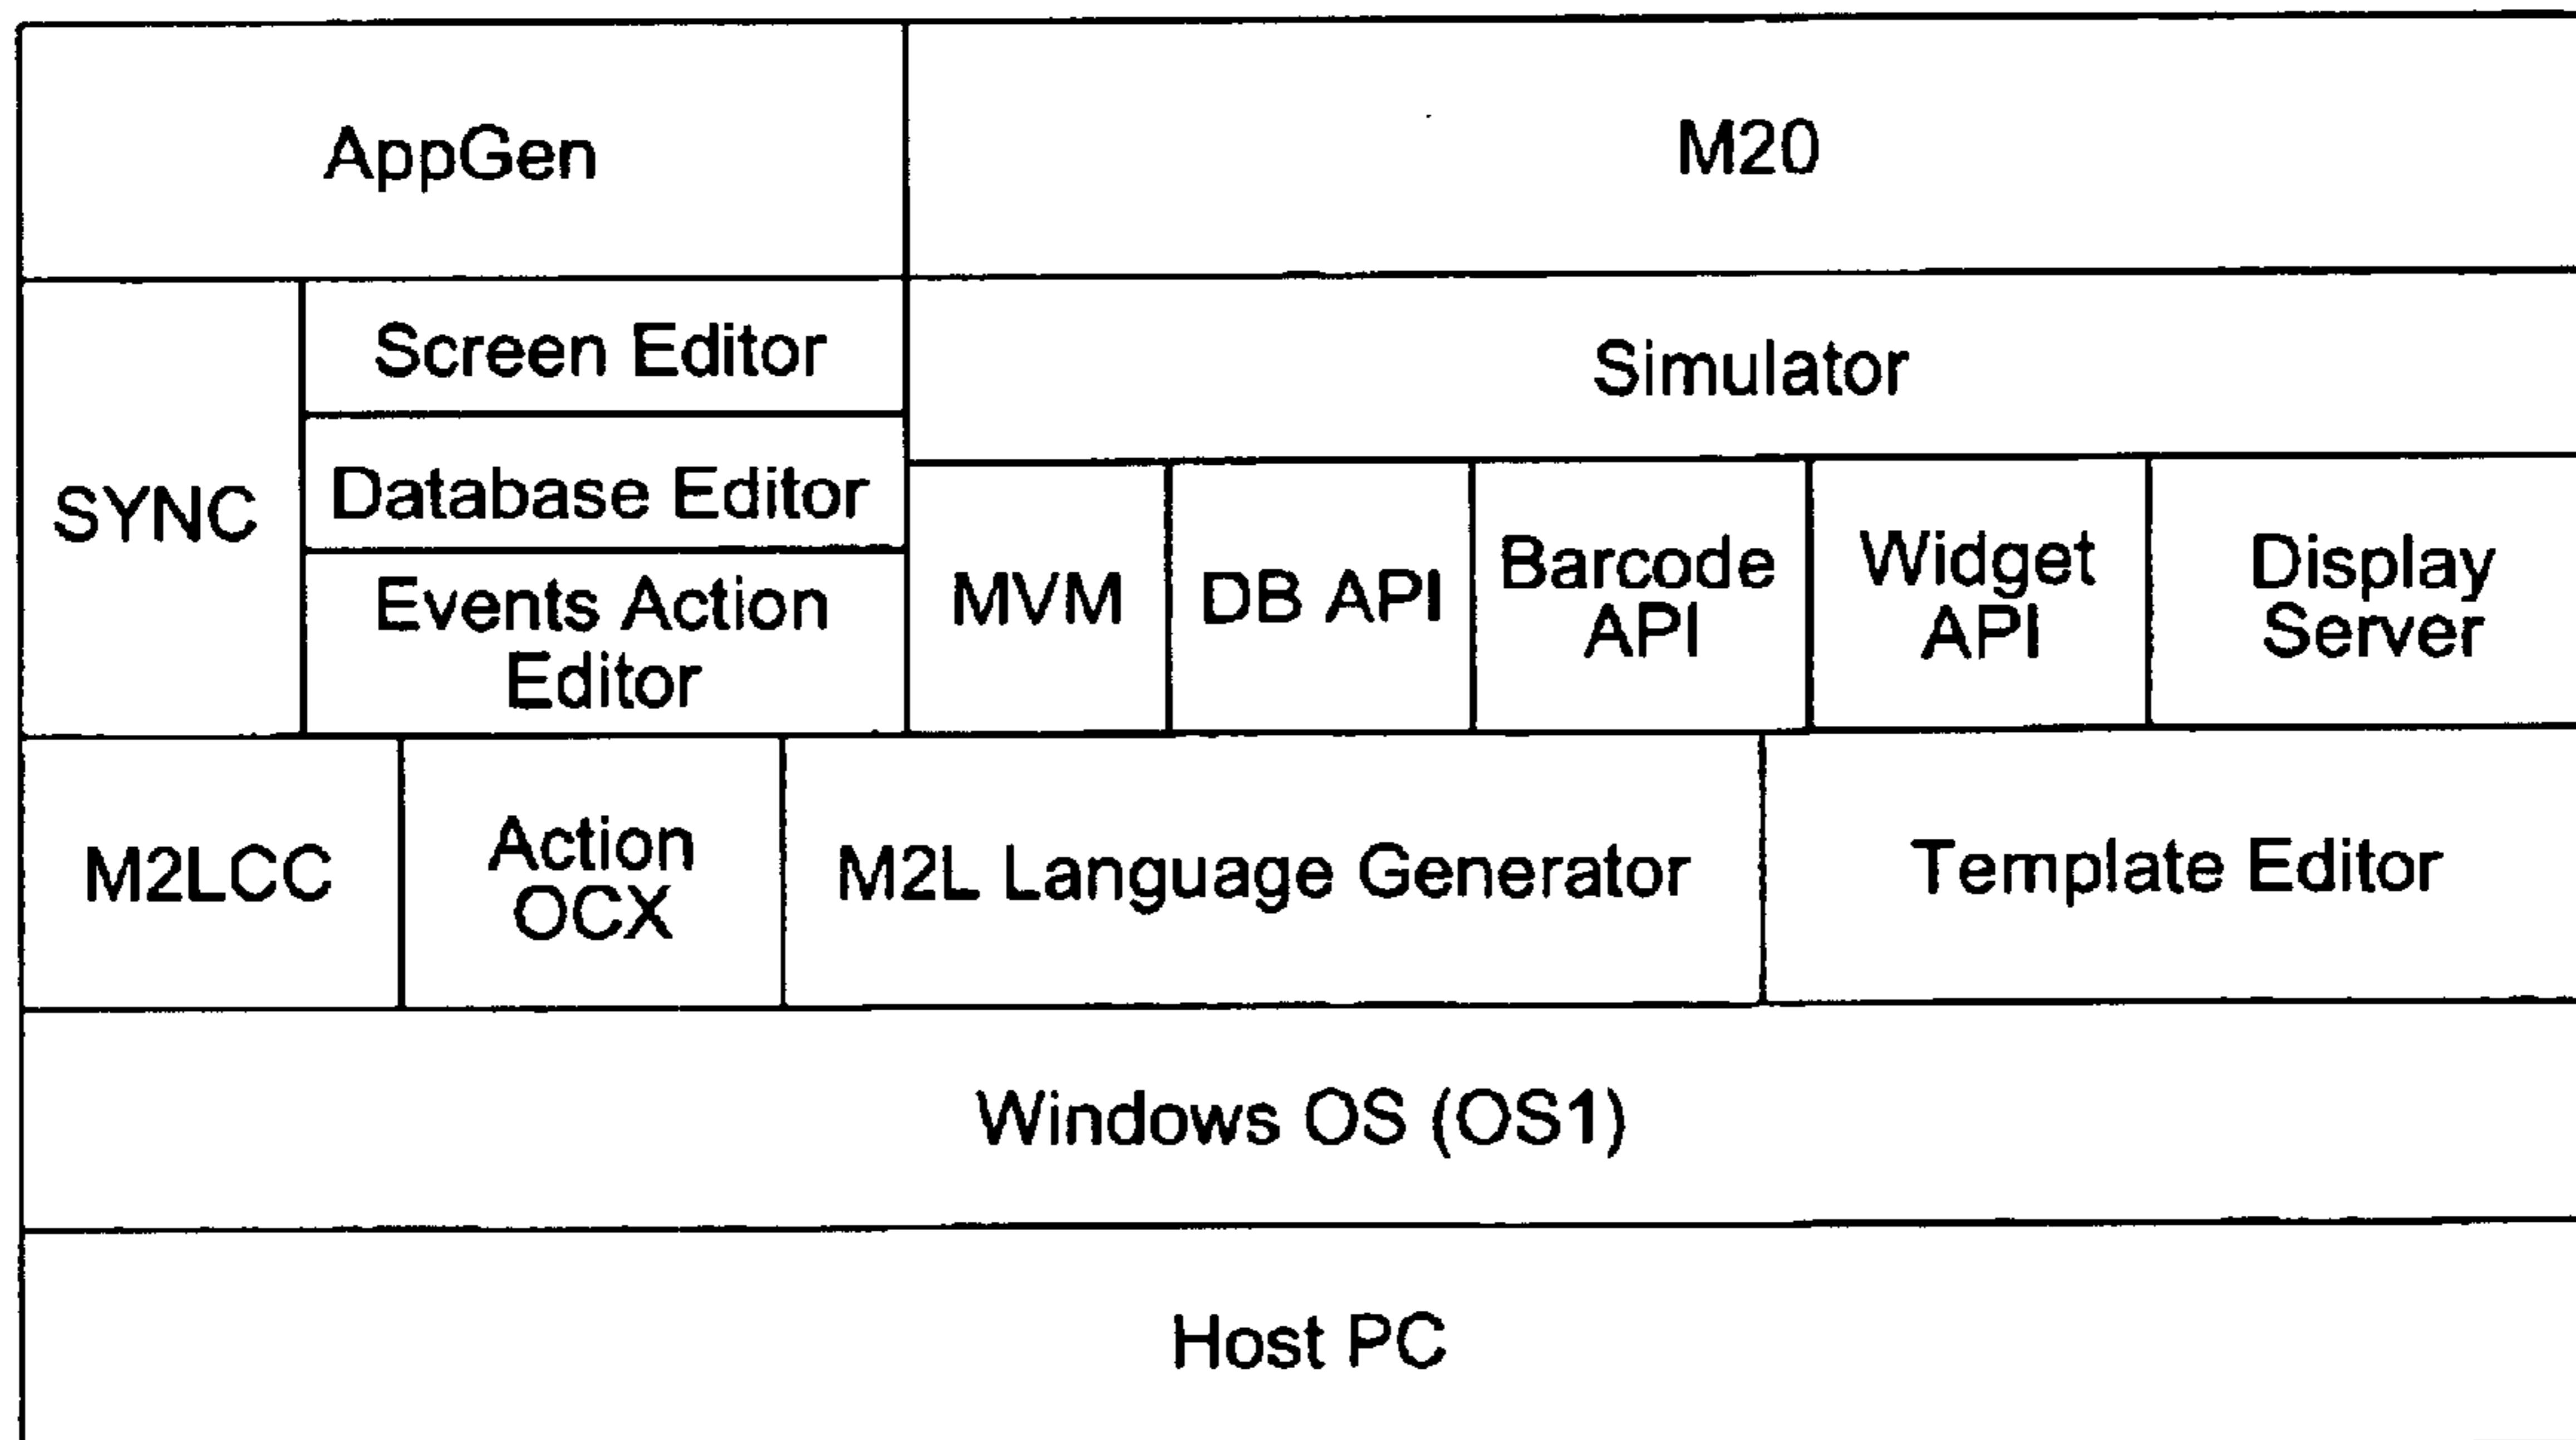 AppGen
M20
Screen Editor
Simulator
SYNC
Database Editor
Events Action
Editor
MVM
DB API
Barcode
API
Widget
API
Display
Server
M2LCC
Action
OCX
M2L Language Generator
Template Editor
Windows OS (OS1)
Host PC